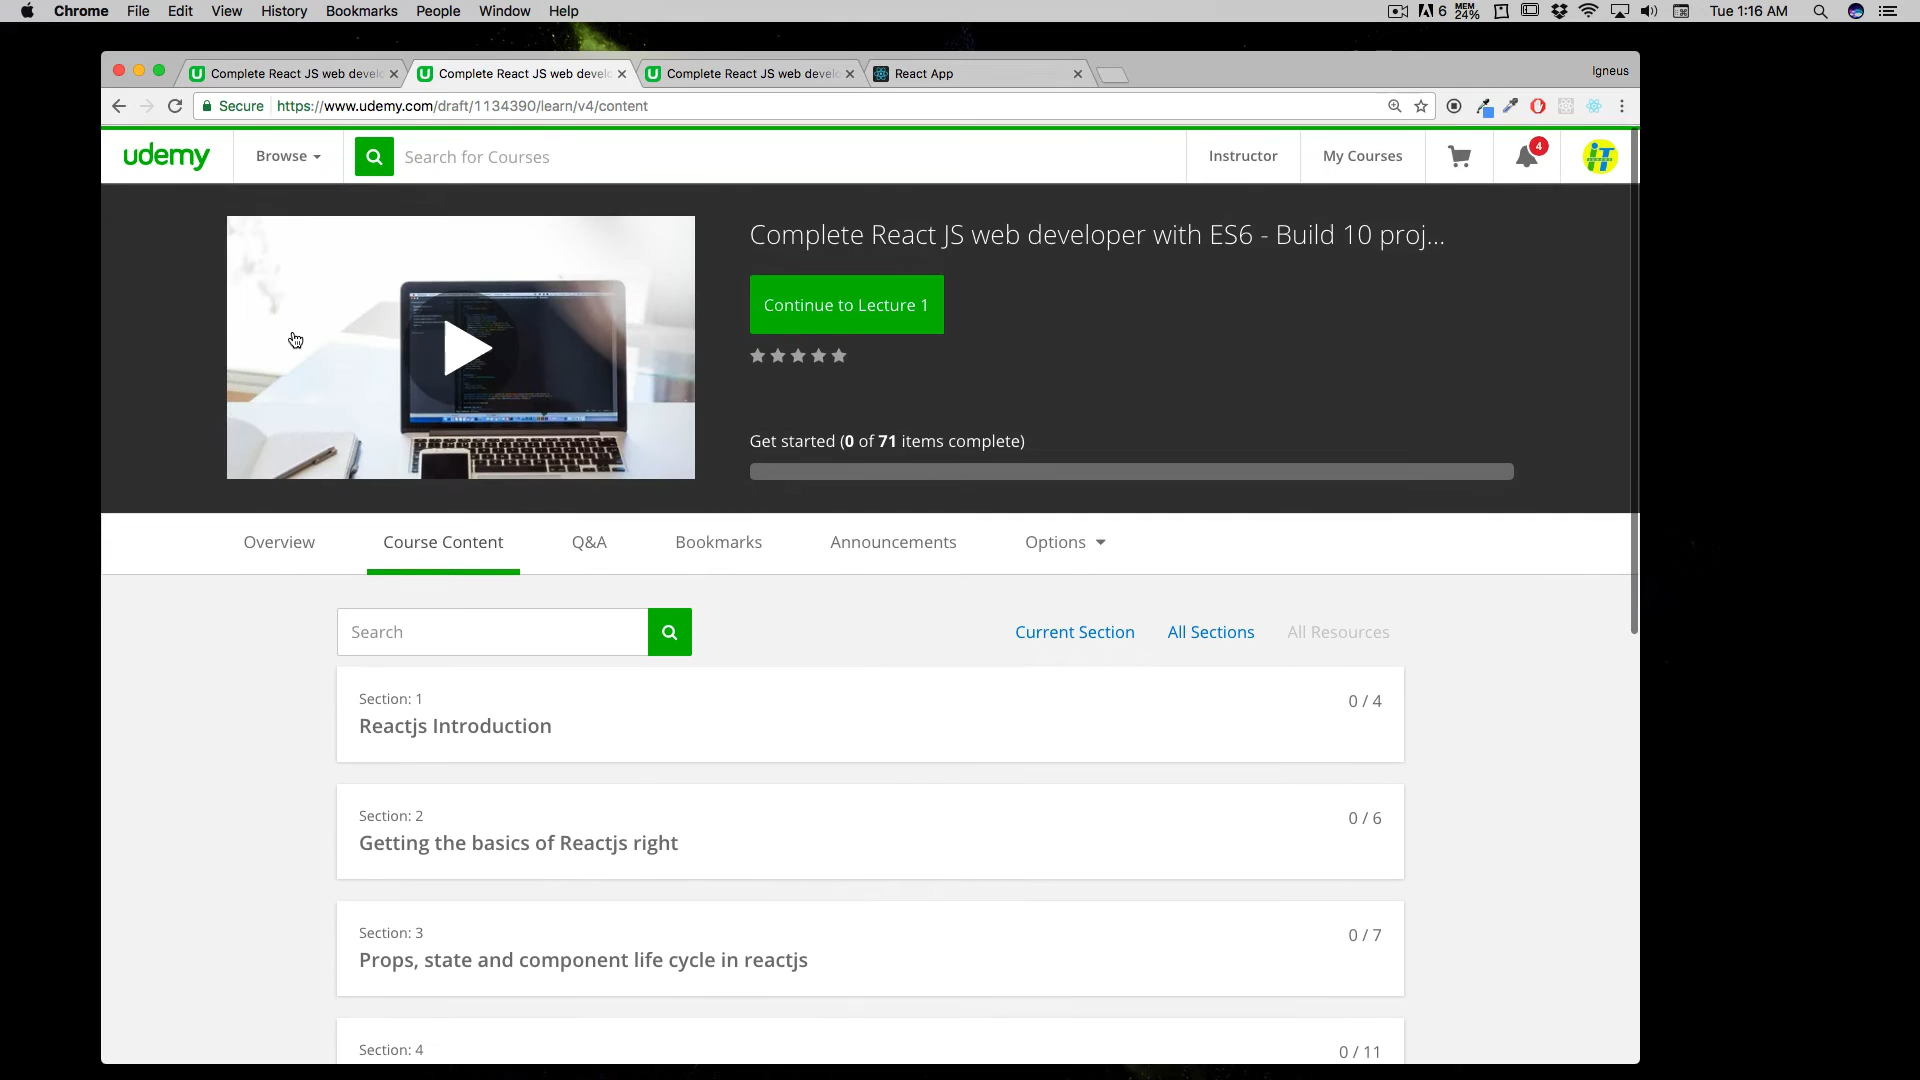 Chrome File Edit View History Bookmarks People Window Help
6 MEM 24% Tue 1:16 AM
Complete React JS web devel
Complete React JS web devel
Complete React JS web devel
React App
Igneus
Secure https://www.udemy.com/draft/1134390/learn/v4/content
udemy Browse Search for Courses Instructor My Courses 4 iT
Complete React JS web developer with ES6 - Build 10 proj...
Continue to Lecture 1
Get started (0 of 71 items complete)
Overview Course Content Q&A Bookmarks Announcements Options
Search Current Section All Sections All Resources
Section: 1 0 / 4
Reactjs Introduction
Section: 2 0 / 6
Getting the basics of Reactjs right
Section: 3 0 / 7
Props, state and component life cycle in reactjs
Section: 4 0 / 11